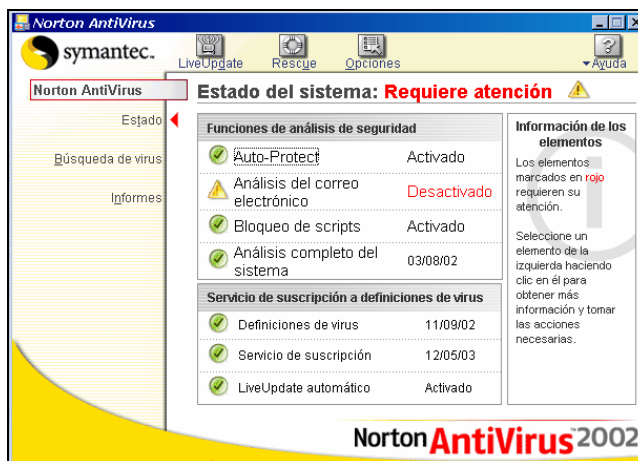 Norton AntiVirus
symantec.
LiveUpdate Rescue Opciones Ayuda
Norton AntiVirus
Estado
Búsqueda de virus
Informes
Estado del sistema: Requiere atención
Funciones de análisis de seguridad
Auto-Protect Activado
Análisis del correo
electrónico Desactivado
Bloqueo de scripts Activado
Análisis completo del
sistema 03/08/02
Servicio de suscripción a definiciones de virus
Definiciones de virus 11/09/02
Servicio de suscripción 12/05/03
LiveUpdate automático Activado
Información de los
elementos
Los elementos
marcados en rojo
requieren su
atención.
Seleccione un
elemento de la
izquierda haciendo
clic en él para
obtener más
información y tomar
las acciones
necesarias.
Norton AntiVirus 2002